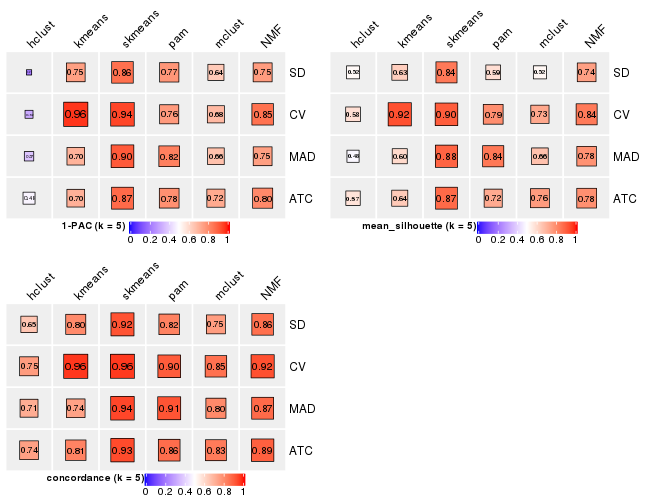 hclust kmeans skmeans pam mclust NMF
0.75 0.86 0.77 0.64 0.75 SD
0.96 0.94 0.76 0.68 0.85 CV
0.70 0.90 0.82 0.66 0.75 MAD
0.48 0.70 0.87 0.78 0.72 0.80 ATC
1-PAC (k = 5)
0 0.2 0.4 0.6 0.8 1
hclust kmeans skmeans pam mclust NMF
0.52 0.63 0.84 0.59 0.52 0.74 SD
0.58 0.92 0.90 0.79 0.73 0.84 CV
0.48 0.60 0.88 0.84 0.66 0.78 MAD
0.57 0.64 0.87 0.72 0.76 0.78 ATC
mean_silhouette (k = 5)
0 0.2 0.4 0.6 0.8 1
hclust kmeans skmeans pam mclust NMF
0.65 0.80 0.92 0.82 0.75 0.86 SD
0.75 0.96 0.96 0.90 0.85 0.92 CV
0.71 0.74 0.94 0.91 0.80 0.87 MAD
0.74 0.81 0.93 0.86 0.83 0.89 ATC
concordance (k = 5)
0 0.2 0.4 0.6 0.8 1